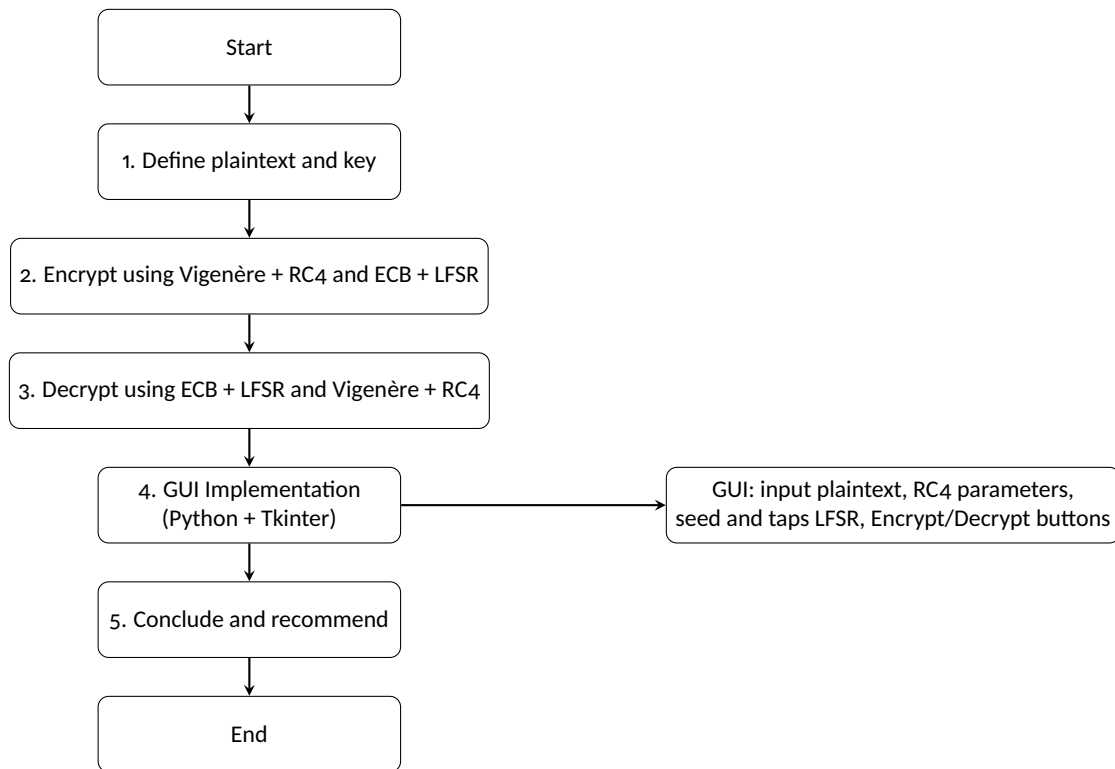 Start
1. Define plaintext and key
2. Encrypt using Vigenère + RC4 and ECB + LFSR
3. Decrypt using ECB + LFSR and Vigenère + RC4
4. GUI Implementation
(Python + Tkinter)
GUI: input plaintext, RC4 parameters,
seed and taps LFSR, Encrypt/Decrypt buttons
5. Conclude and recommend
End